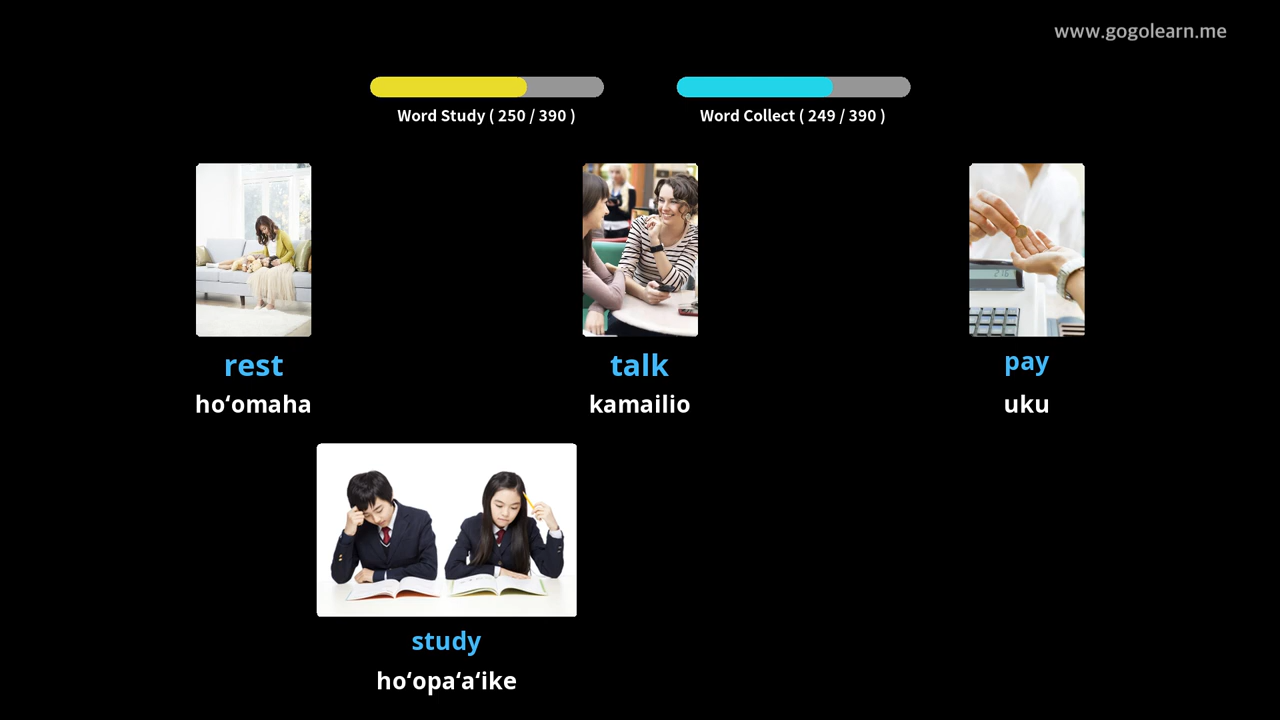 www.gogolearn.me
Word Study ( 250 / 390 )
Word Collect ( 249 / 390 )
rest
hoʻomaha
talk
kamailio
pay
uku
study
hoʻopaʻaʻike